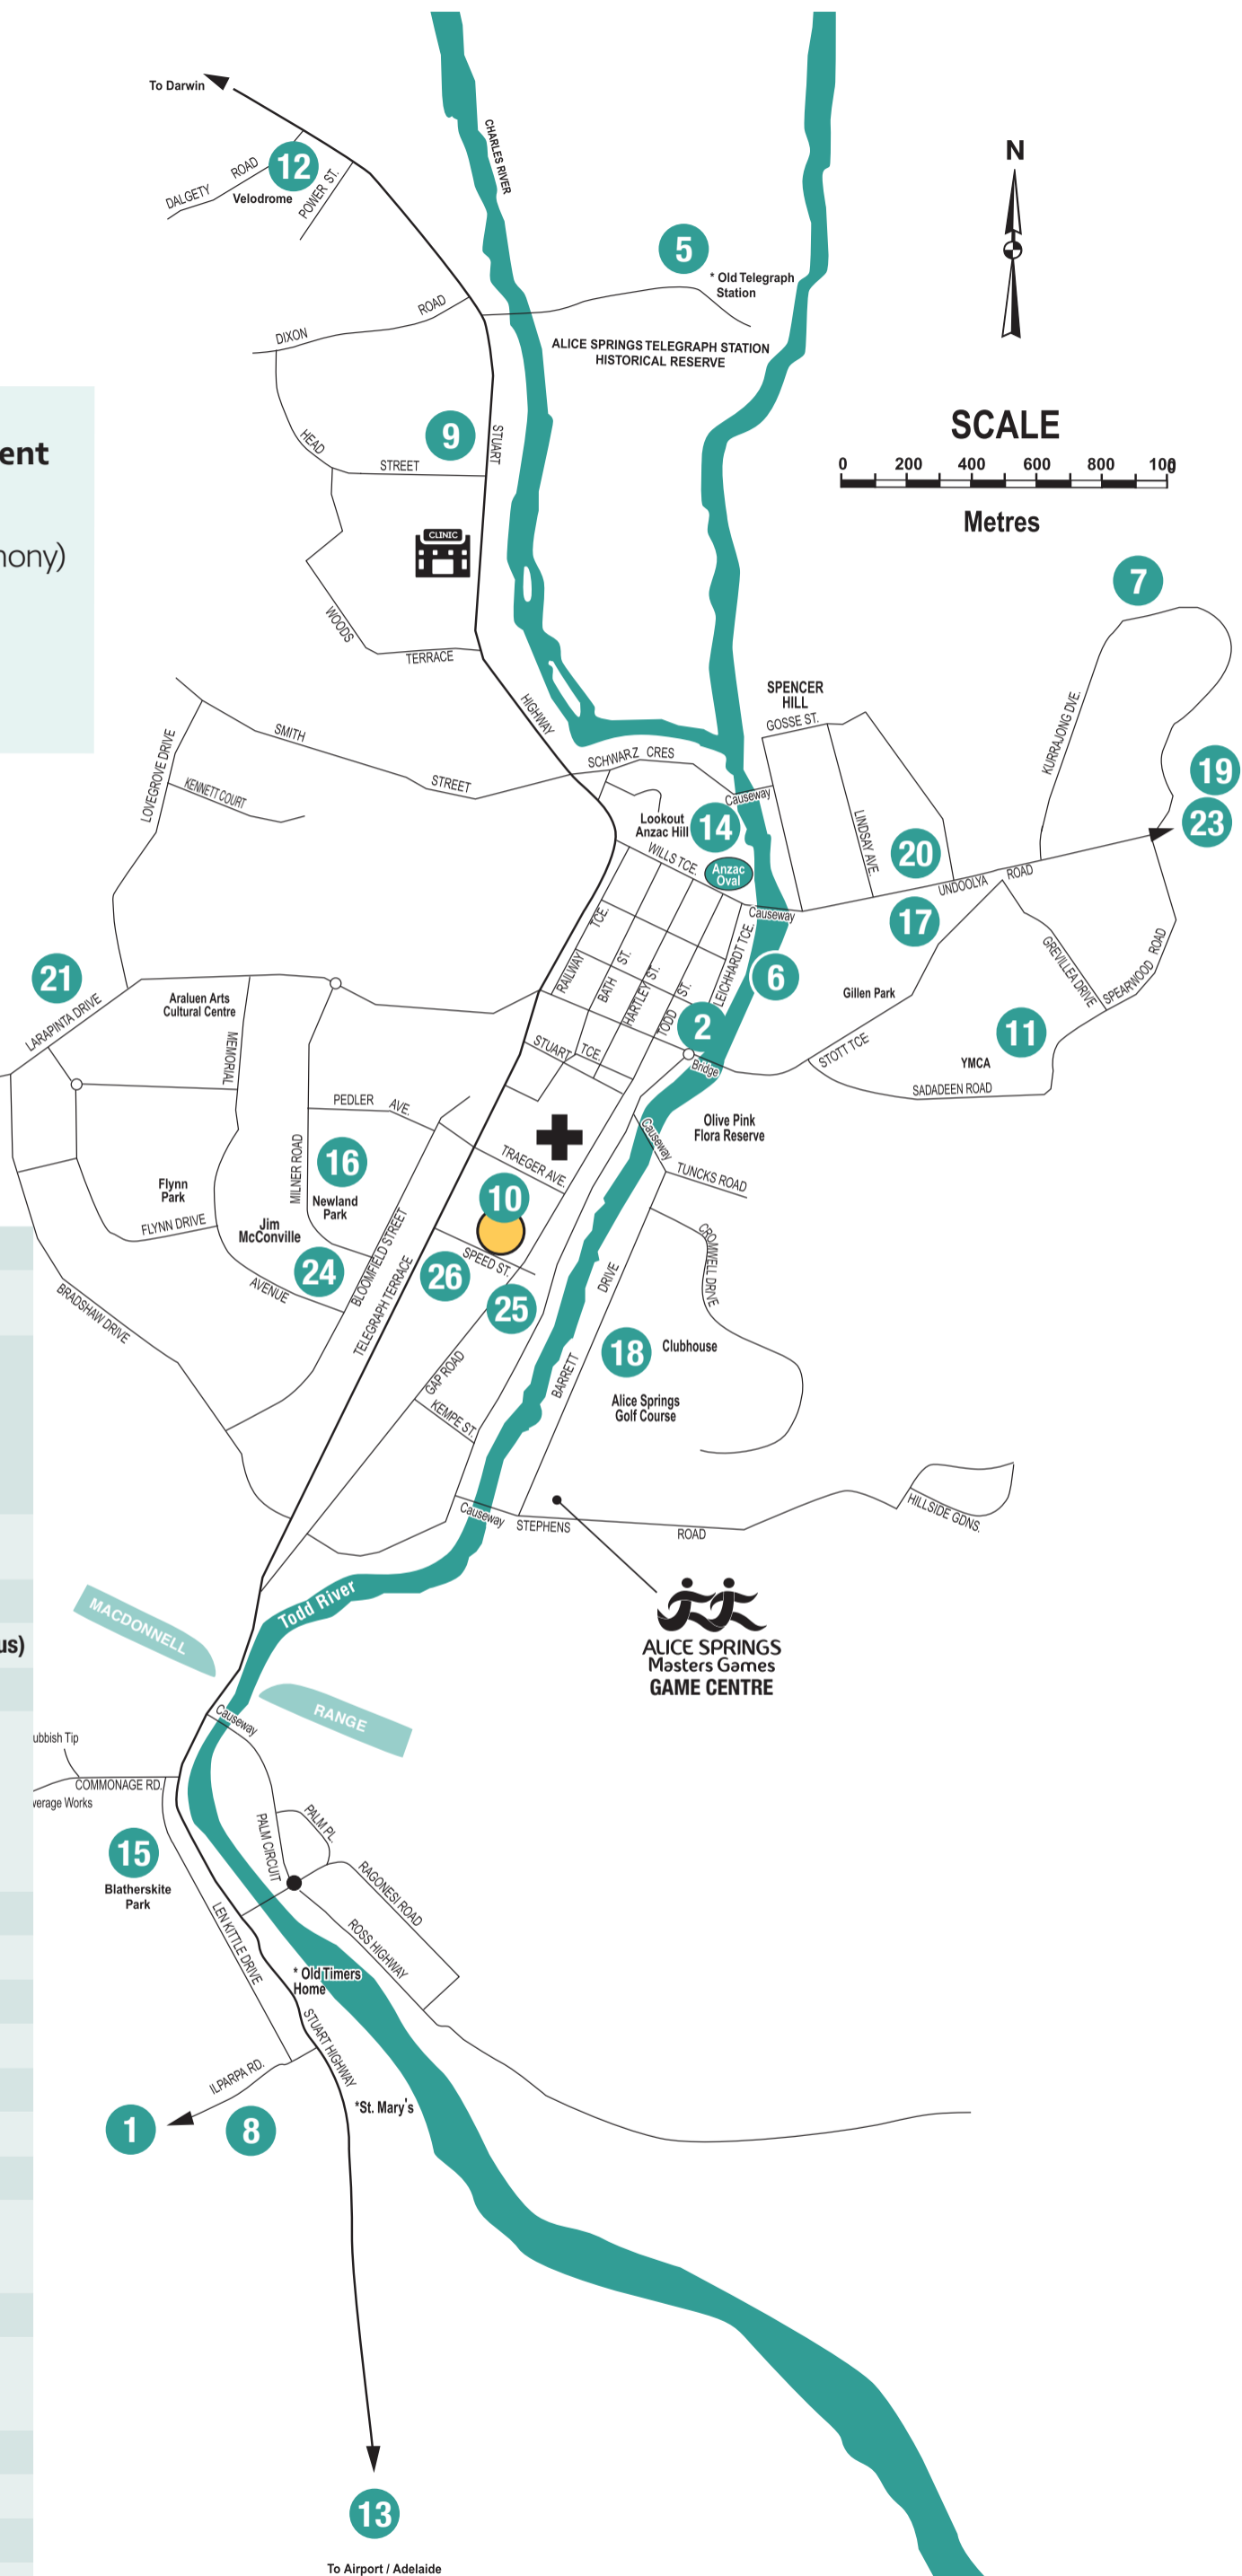 To Darwin
CHARLES RIVER
N
12
DALGETY ROAD
Velodrome
POWER ST.
5
* Old Telegraph
Station
DIXON ROAD
ALICE SPRINGS TELEGRAPH STATION
HISTORICAL RESERVE
ent
SCALE
9
STUART
HEAD
STREET
0 200 400 600 800 100
0
Metres
CLINIC
mony)
7
WOODS
TERRACE
SPENCER
HILL
GOSSE ST.
HIGHWAY
KURRAJONG DVE.
SMITH
STREET
LOVEGROVE DRIVE
KENNETT COURT
SCHWARZ CRES
19
Causeway
23
Lookout
Anzac Hill
14
LINDSAY AVE.
20
WILLS TCE.
Anzac
Oval
UNDOOLYA ROAD
Causeway
17
RAILWAY TCE.
BATH ST.
HARTLEY ST.
TODD ST.
LEICHHARDT TCE.
6
21
LARAPINTA DRIVE
Araluen Arts
Cultural Centre
Gillen Park
GREVILLEA DRIVE
SPEARWOOD ROAD
2
11
MEMORIAL
STUART TCE.
Bridge
STOTT TCE
YMCA
SADADEEN ROAD
PEDLER AVE.
Olive Pink
Flora Reserve
Causeway
TUNCKS ROAD
TRAEGER AVE.
16
MILNER ROAD
Flynn
Park
Newland
Park
10
FLYNN DRIVE
Jim
McConville
24
AVENUE
BLOOMFIELD STREET
TELEGRAPH TERRACE
SPEED ST.
26
25
CROMWELL DRIVE
BRADSHAW DRIVE
BARRETT DRIVE
18
Clubhouse
GAP ROAD
KEMPE ST.
Alice Springs
Golf Course
Causeway
STEPHENS ROAD
HILLSIDE GDNS.
MACDONNELL
Todd River
us)
ALICE SPRINGS
Masters Games
GAME CENTRE
RANGE
Causeway
ubbish Tip
COMMONAGE RD.
werage Works
PALM CIRCUIT
PALM PL.
15
Blatherskite
Park
RAGONESI ROAD
LEN KITTLE DRIVE
ROSS HIGHWAY
* Old Timers
Home
STUART HIGHWAY
ILPARPA RD.
*St. Mary's
1
8
13
To Airport / Adelaide